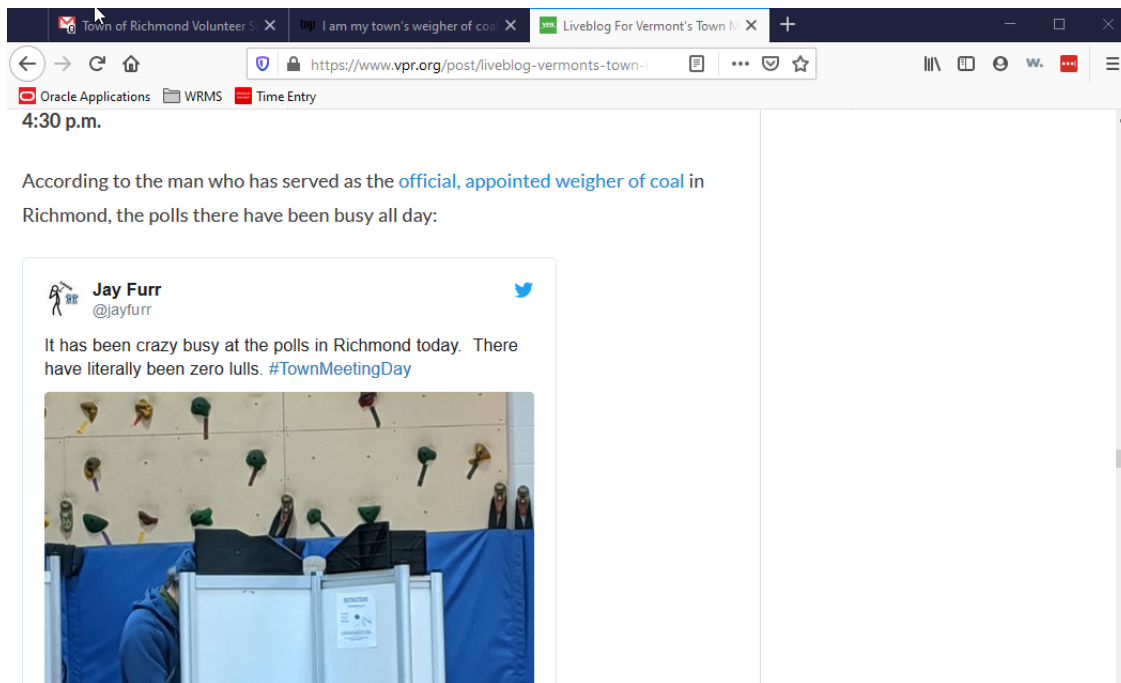 Town of Richmond Volunteer S
I am my town's weigher of coal
Liveblog For Vermont's Town M
https://www.vpr.org/post/liveblog-vermonts-town-
w.
Oracle Applications WRMS Time Entry
4:30 p.m.
According to the man who has served as the official, appointed weigher of coal in
Richmond, the polls there have been busy all day:
Jay Furr
@jayfurr
It has been crazy busy at the polls in Richmond today. There
have literally been zero lulls. #TownMeetingDay
INSTRUCTIONS